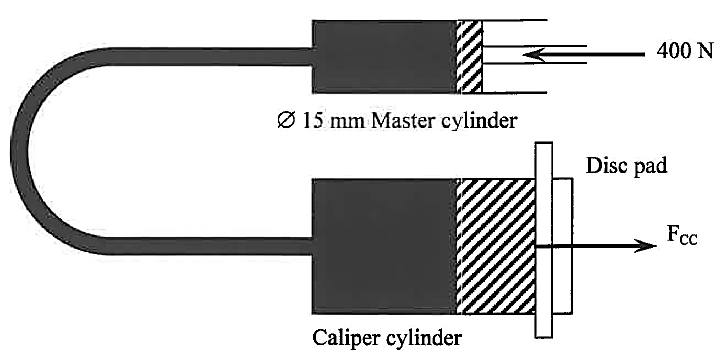 400 N
Ø 15 mm Master cylinder
Disc pad
F_CC
Caliper cylinder